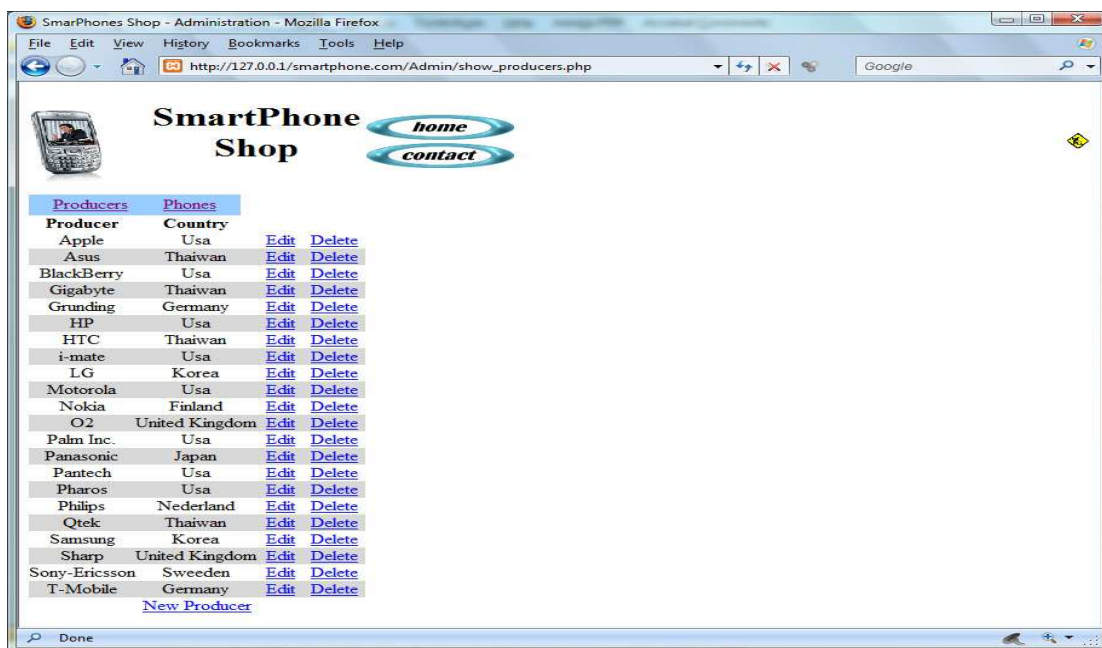 SmarPhones Shop - Administration - Mozilla Firefox
File Edit View History Bookmarks Tools Help
http://127.0.0.1/smartphone.com/Admin/show_producers.php
Google
SmartPhone
Shop
home
contact
Producers Phones
Producer Country
Apple Usa Edit Delete
Asus Thaiwan Edit Delete
BlackBerry Usa Edit Delete
Gigabyte Thaiwan Edit Delete
Grunding Germany Edit Delete
HP Usa Edit Delete
HTC Thaiwan Edit Delete
i-mate Usa Edit Delete
LG Korea Edit Delete
Motorola Usa Edit Delete
Nokia Finland Edit Delete
O2 United Kingdom Edit Delete
Palm Inc. Usa Edit Delete
Panasonic Japan Edit Delete
Pantech Usa Edit Delete
Pharos Usa Edit Delete
Philips Nederland Edit Delete
Qtek Thaiwan Edit Delete
Samsung Korea Edit Delete
Sharp United Kingdom Edit Delete
Sony-Ericsson Sweeden Edit Delete
T-Mobile Germany Edit Delete
New Producer
Done